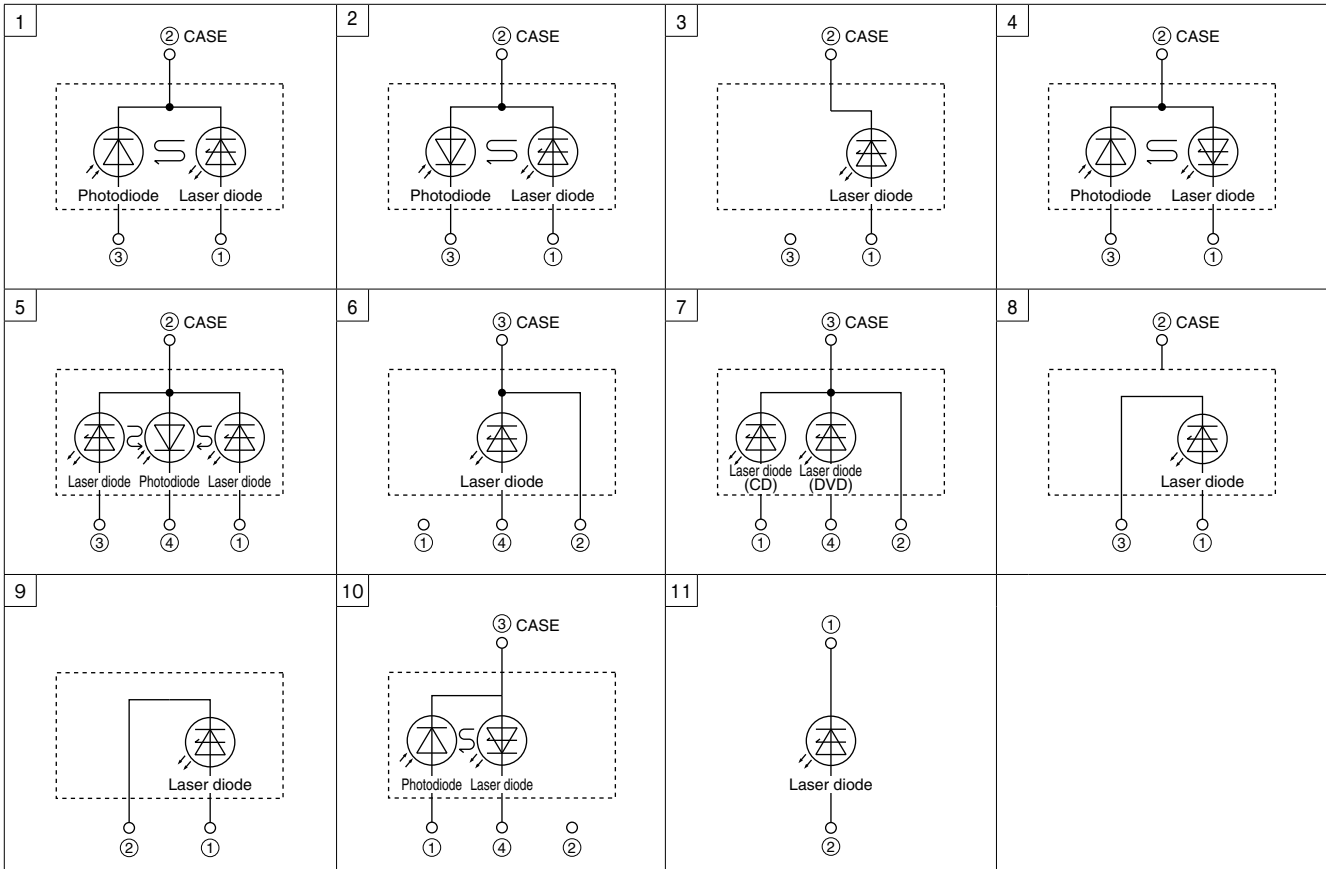 1
② CASE
Photodiode
Laser diode
③
①
2
② CASE
Photodiode
Laser diode
③
①
3
② CASE
Laser diode
③
①
4
② CASE
Photodiode
Laser diode
③
①
5
② CASE
Laser diode
Photodiode
Laser diode
③
④
①
6
③ CASE
Laser diode
①
④
②
7
③ CASE
Laser diode
(CD)
Laser diode
(DVD)
①
④
②
8
② CASE
Laser diode
③
①
9
Laser diode
②
①
10
③ CASE
Photodiode
Laser diode
①
④
②
11
①
Laser diode
②